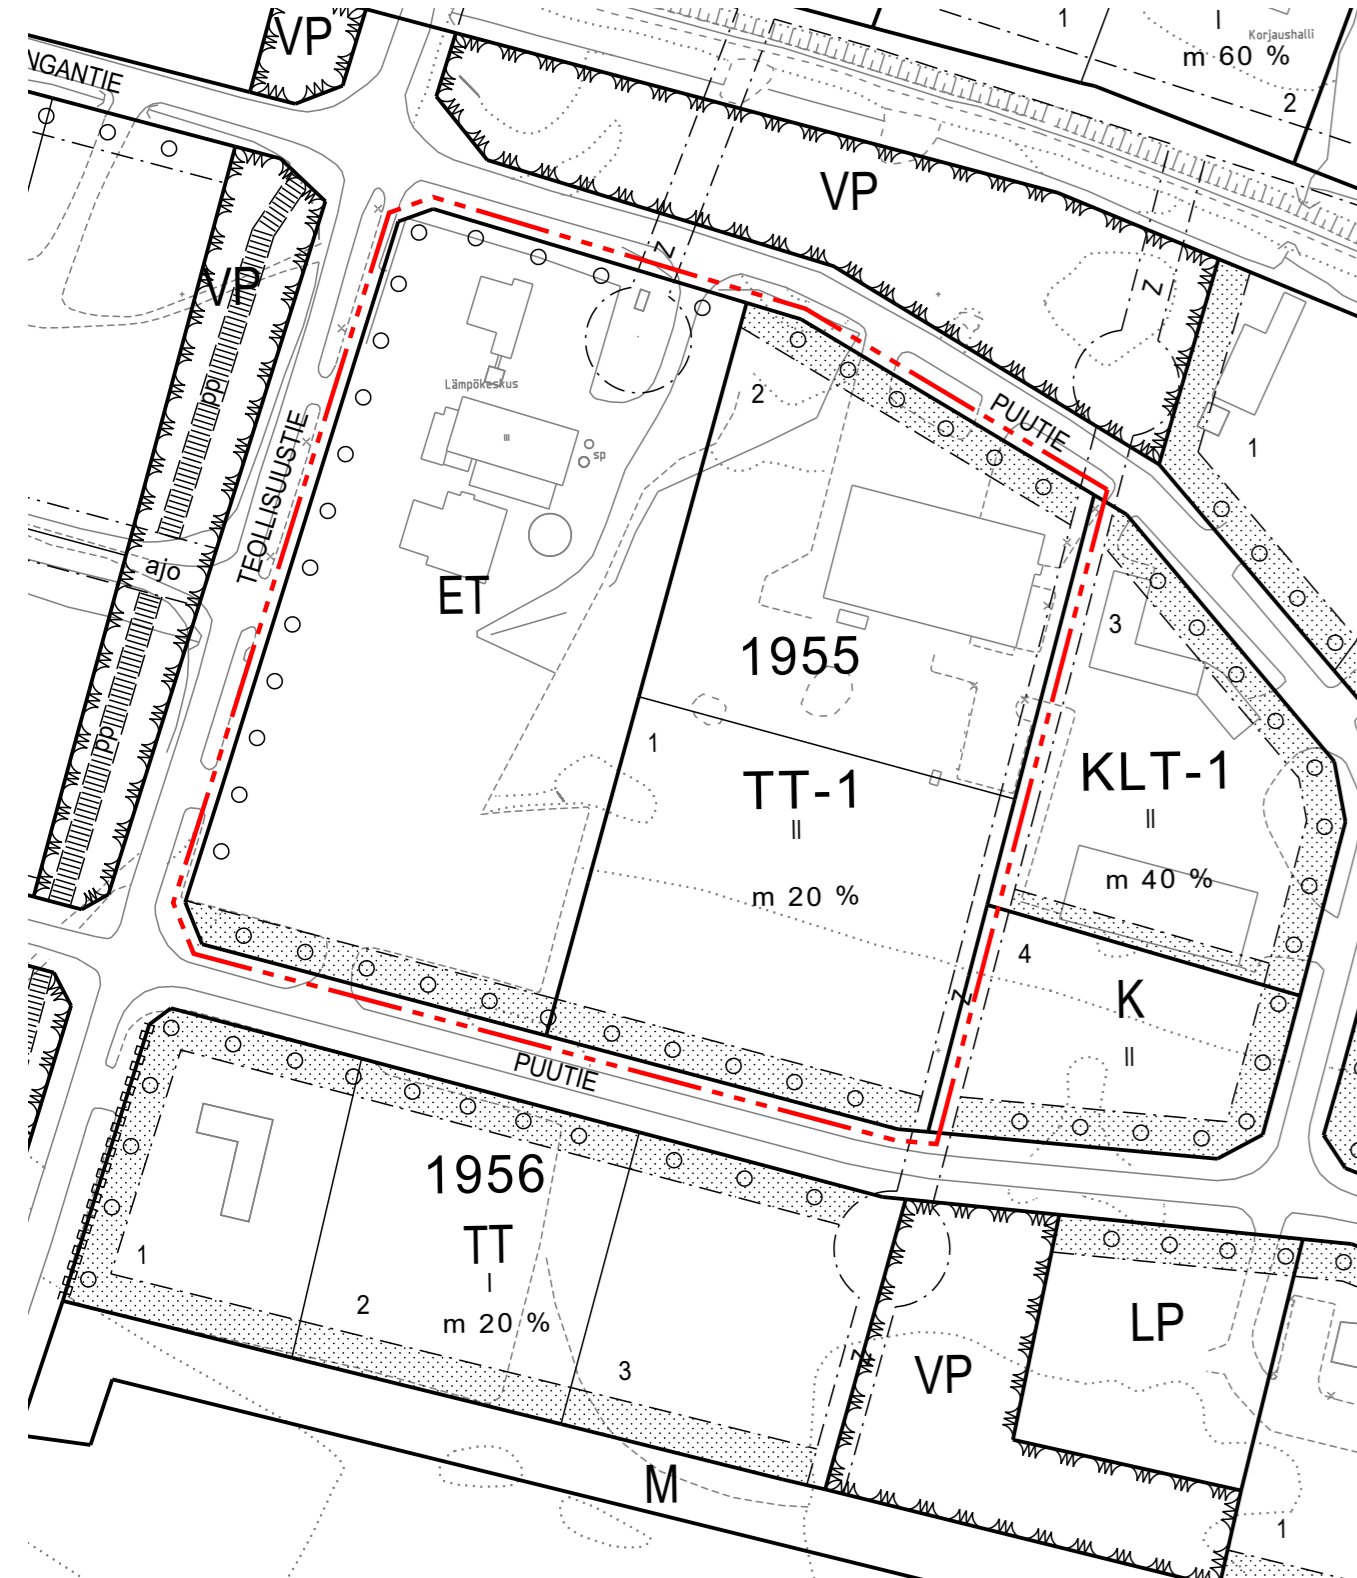 VP
1
I
Korjaushalli
m 60 %
2
NGANTIE
VP
VP
Z
Z
Lämpökeskus
III
sp
2
PUUTIE
1
pp
TEOLLISUUSTIE
ajo
ET
3
1955
pp
1
TT-1
II
m 20 %
KLT-1
II
m 40 %
4
Z
K
II
PUUTIE
1956
TT
I
m 20 %
1
2
3
Z
VP
LP
M
1